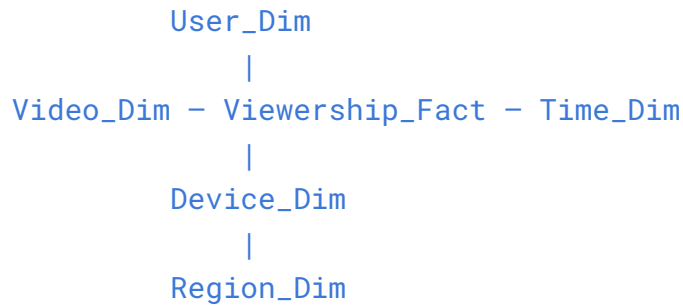 User_Dim
|
Video_Dim — Viewership_Fact — Time_Dim
|
Device_Dim
|
Region_Dim